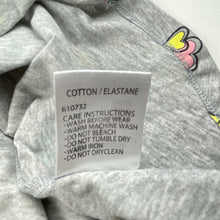 COTTON / ELASTANE
610732
CARE INSTRUCTIONS
-WASH BEFORE WEAR
-WARM MACHINE WASH
-DO NOT BLEACH
-DO NOT TUMBLE DRY
-WARM IRON
-DO NOT DRYCLEAN